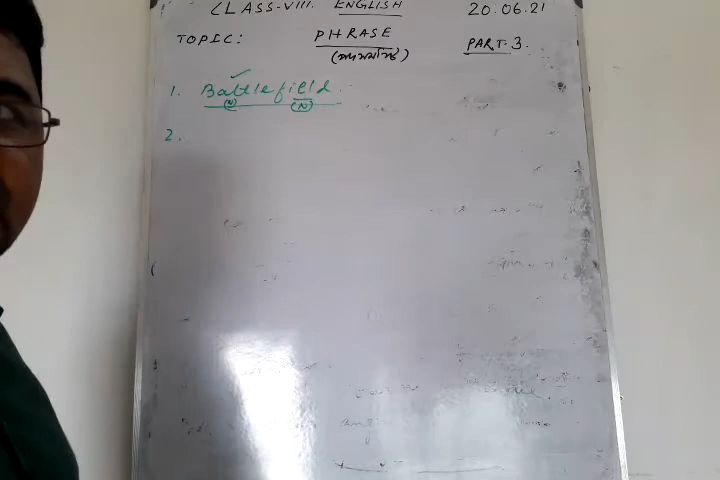 CLASS-VIII. ENGLISH 20.06.21
TOPIC: PHRASE PART. 3.
1. Battlefield.
(N) (N)
2.